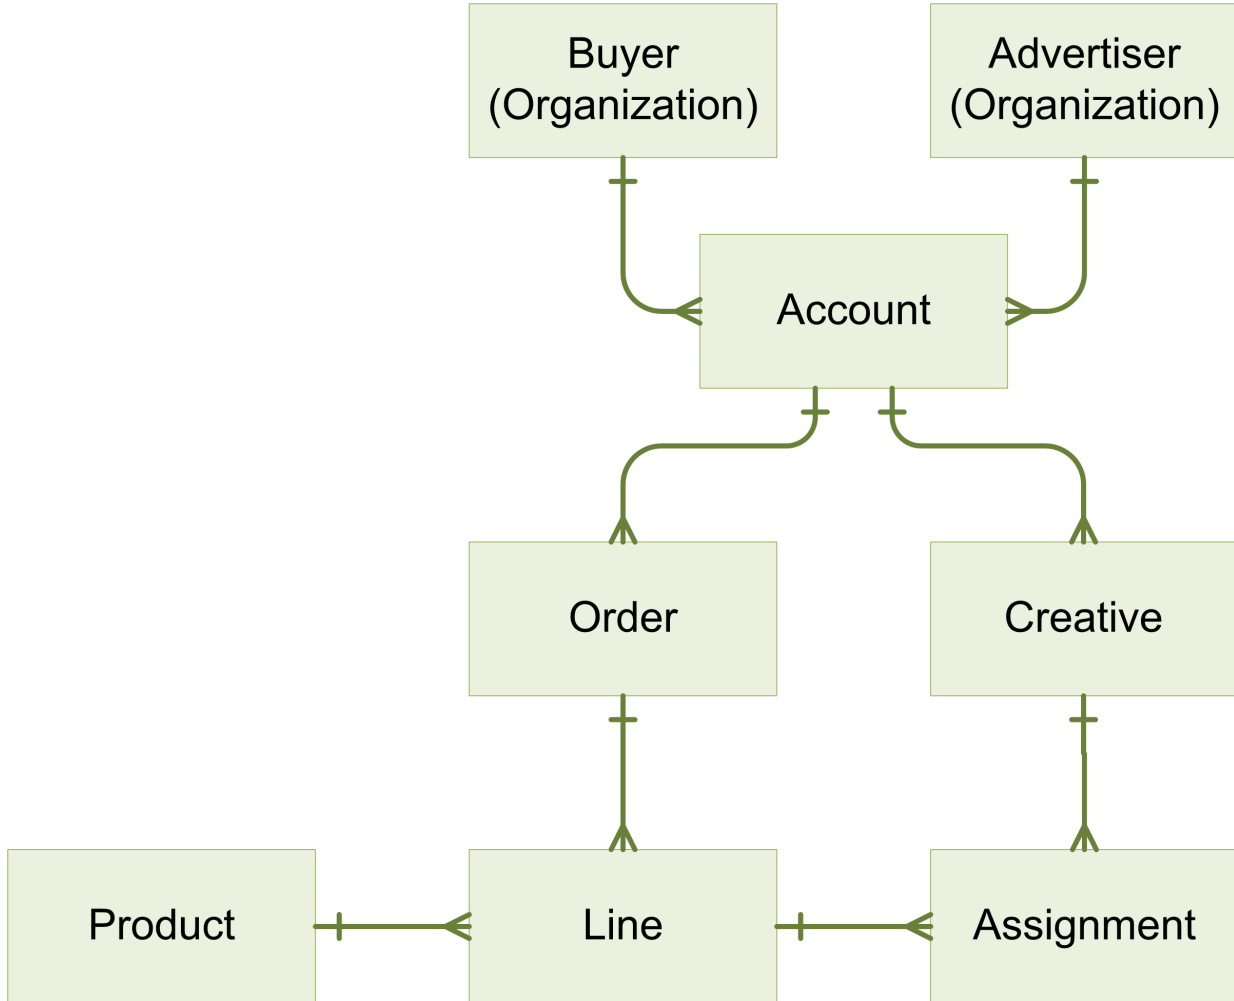 Buyer
(Organization)
Advertiser
(Organization)
Account
Order
Creative
Product
Line
Assignment